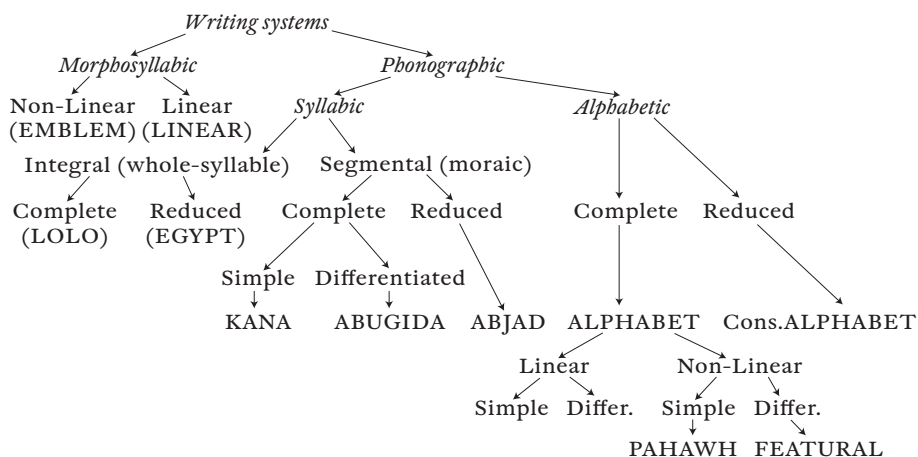 Writing systems
Morphosyllabic Phonographic
Non-Linear Linear Syllabic Alphabetic
(EMBLEM) (LINEAR)
Integral (whole-syllable) Segmental (moraic)
Complete Reduced Complete Reduced Complete Reduced
(LOLO) (EGYPT)
Simple Differentiated
KANA ABUGIDA ABJAD ALPHABET Cons.ALPHABET
Linear Non-Linear
Simple Differ. Simple Differ.
PAHAWH FEATURAL